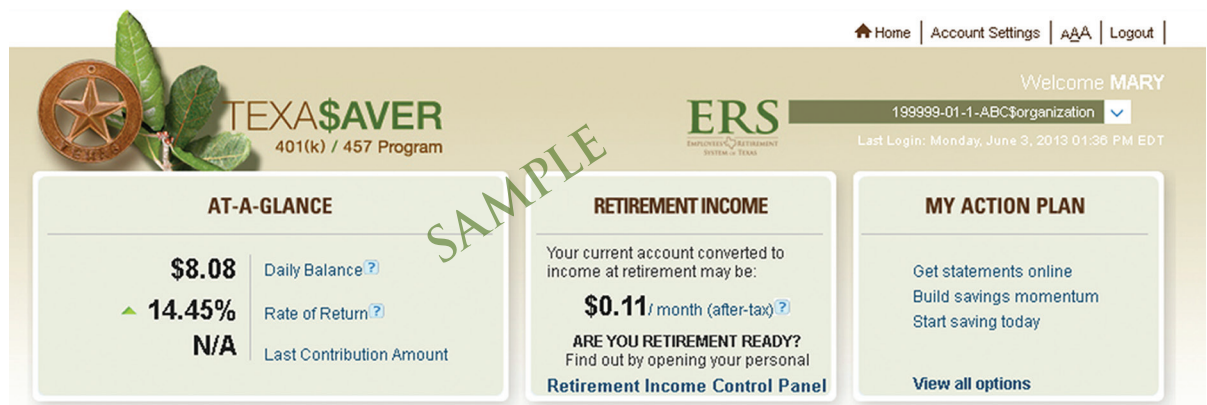 Home | Account Settings | AAA | Logout |
Welcome MARY
TEXA$AVER
401(k) / 457 Program
ERS
EMPLOYEES RETIREMENT
SYSTEM OF TEXAS
199999-01-1-ABC$organization
Last Login: Monday, June 3, 2013 01:36 PM EDT
TEXAS
SAMPLE
AT-A-GLANCE
$8.08 Daily Balance ?
14.45% Rate of Return ?
N/A Last Contribution Amount
RETIREMENT INCOME
Your current account converted to
income at retirement may be:
$0.11 / month (after-tax) ?
ARE YOU RETIREMENT READY?
Find out by opening your personal
Retirement Income Control Panel
MY ACTION PLAN
Get statements online
Build savings momentum
Start saving today
View all options